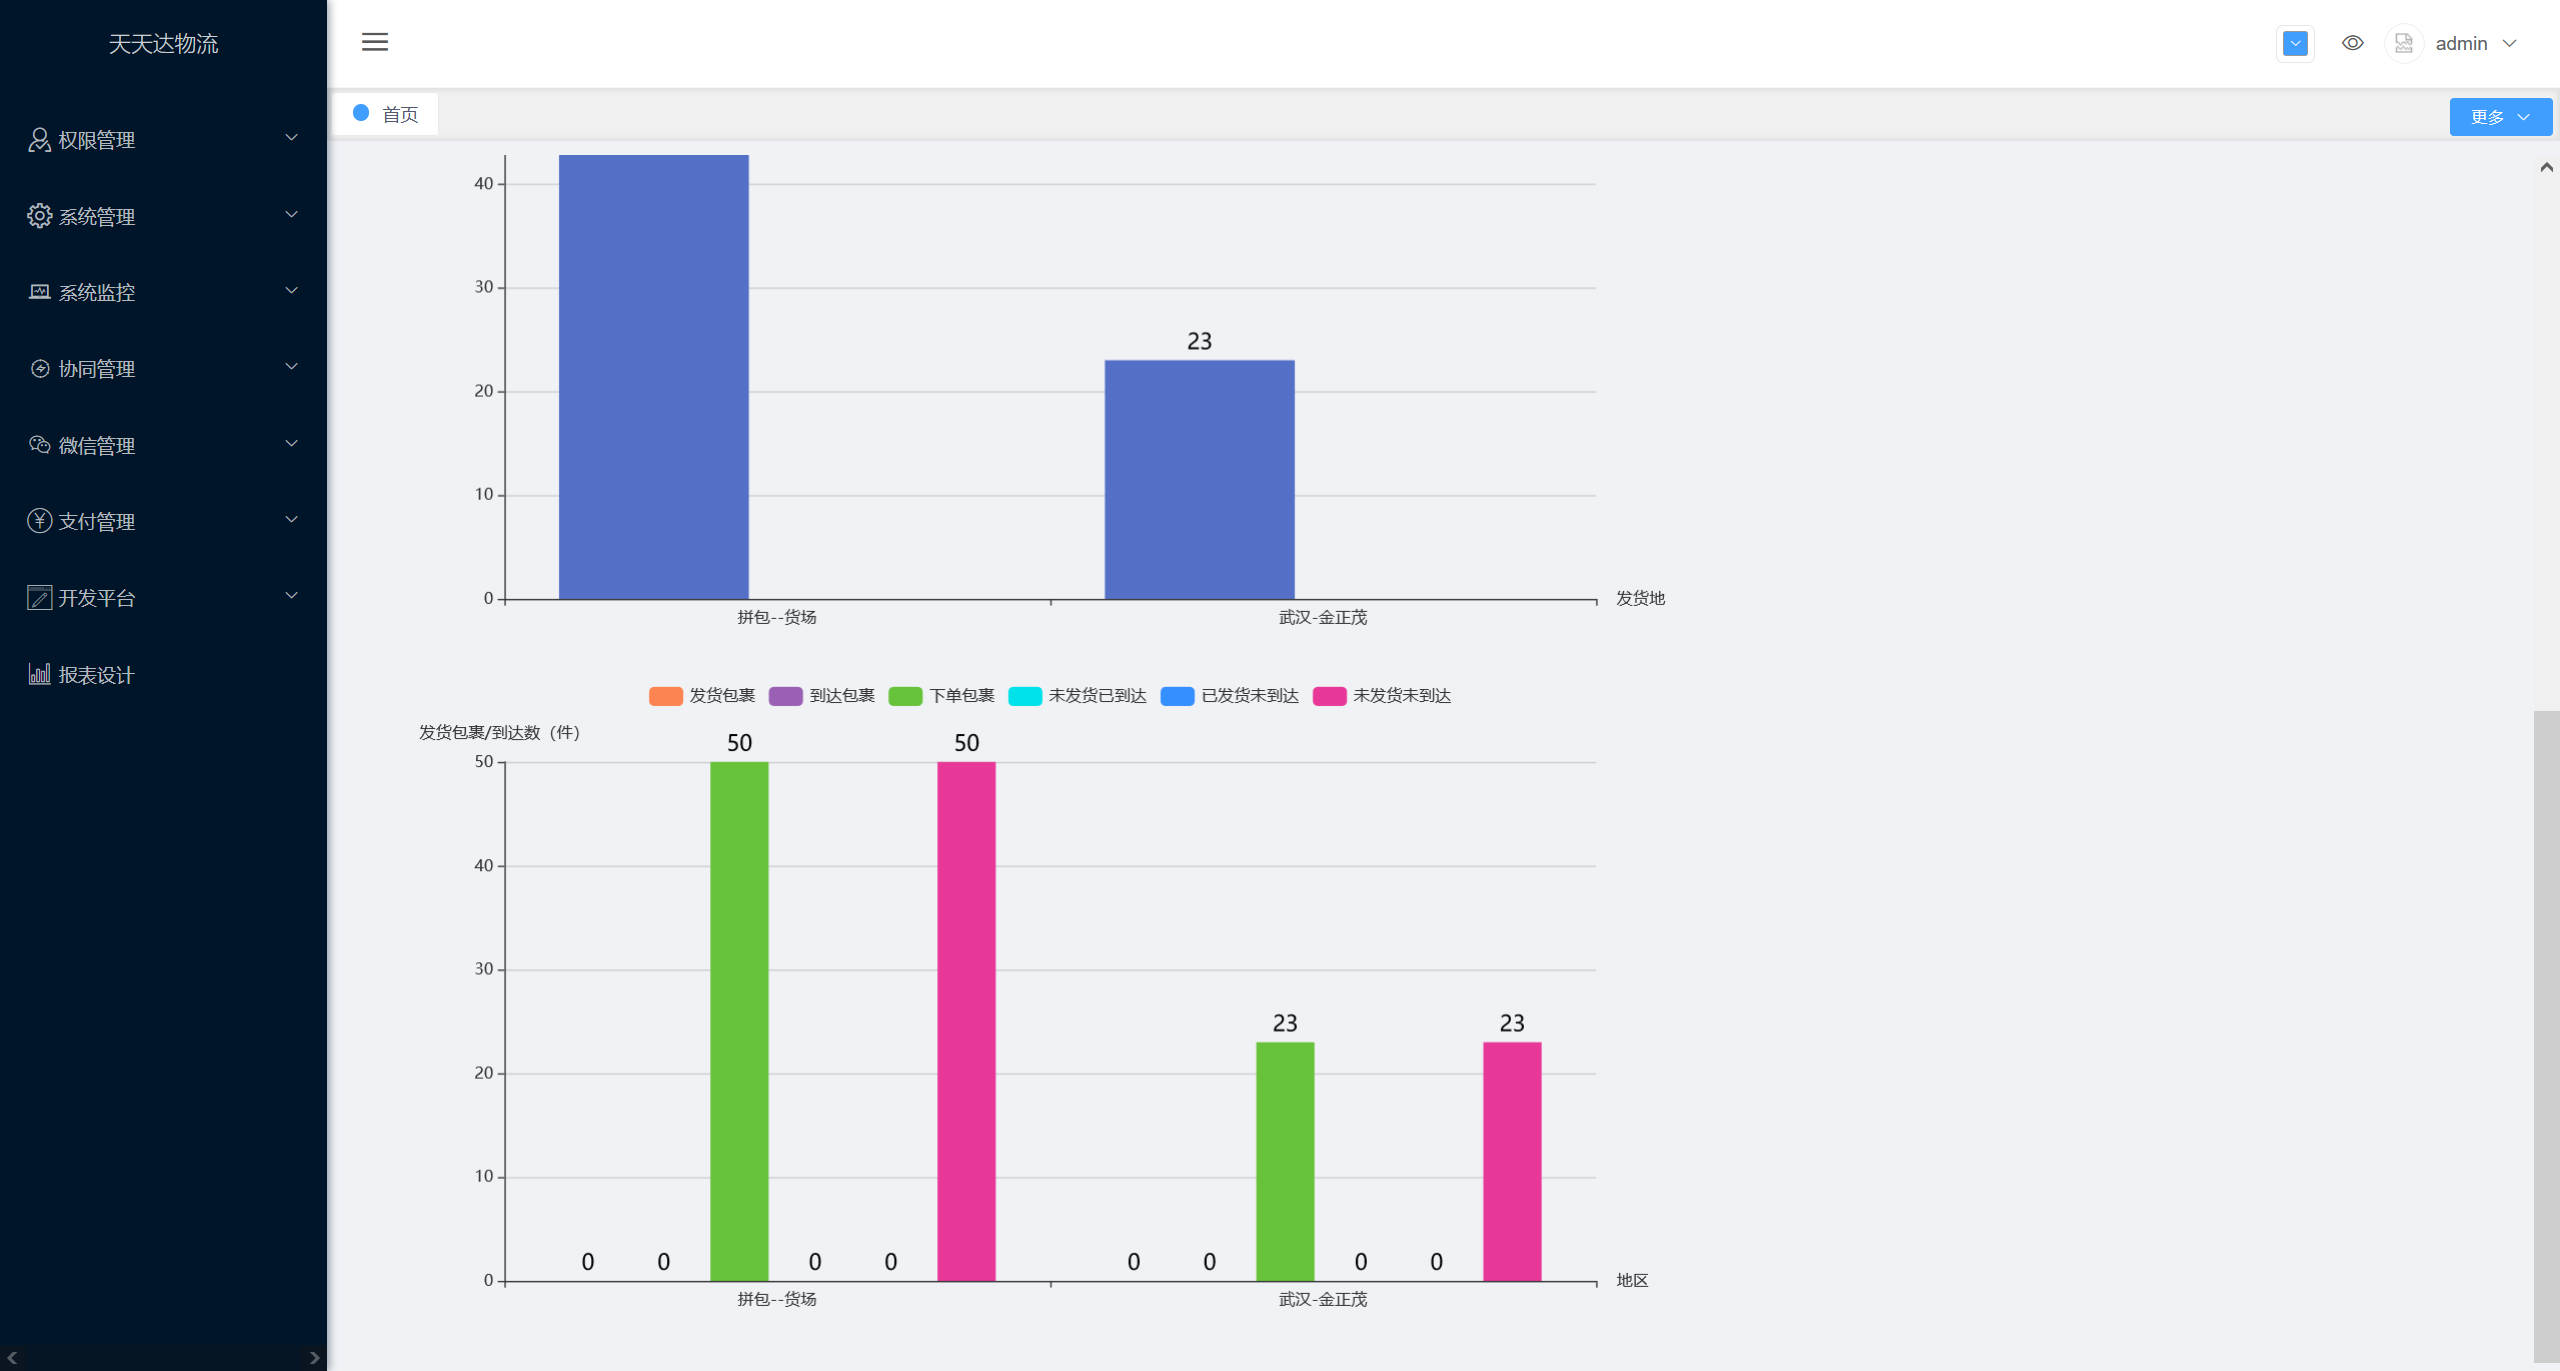 天天达物流
admin
首页
更多
权限管理
系统管理
系统监控
协同管理
微信管理
支付管理
开发平台
报表设计
40
30
23
20
10
0
拼包--货场
武汉-金正茂
发货地
发货包裹 到达包裹 下单包裹 未发货已到达 已发货未到达 未发货未到达
发货包裹/到达数（件）
50 50
50
40
30
23 23
20
10
0 0 0 0 0 0 0 0
0
地区
拼包--货场 武汉-金正茂